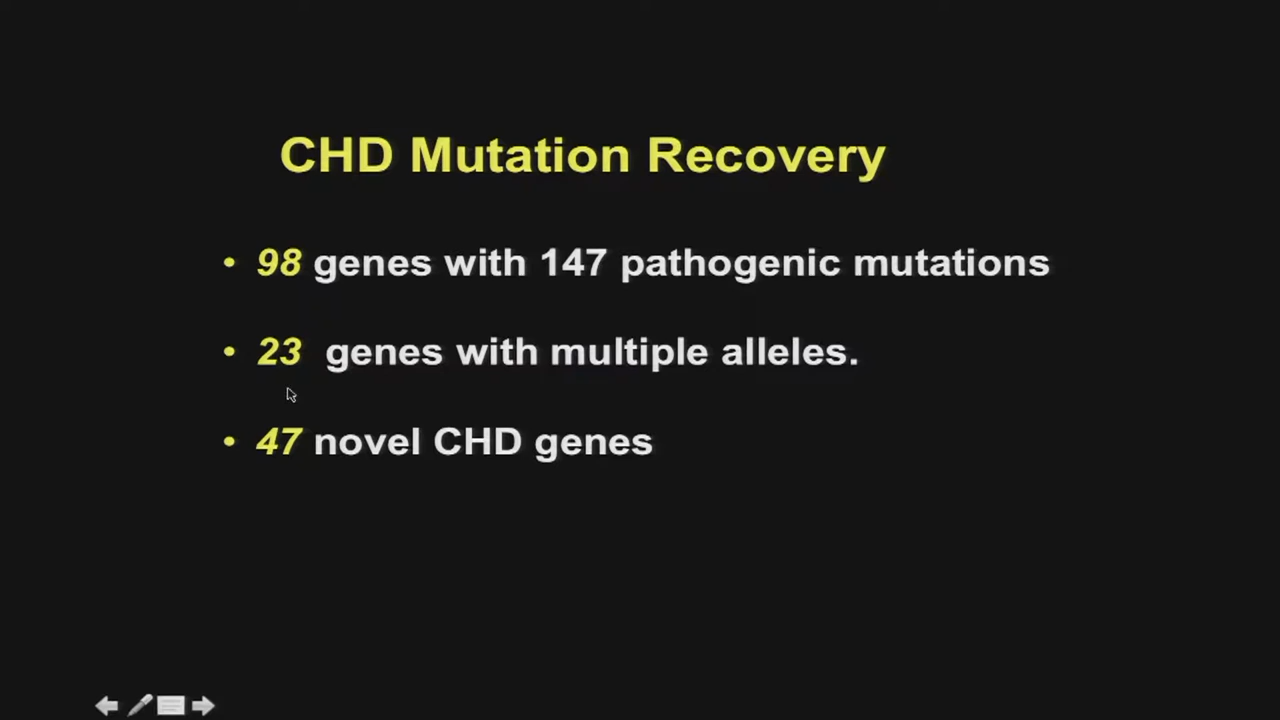 CHD Mutation Recovery
• 98 genes with 147 pathogenic mutations
• 23 genes with multiple alleles.
• 47 novel CHD genes